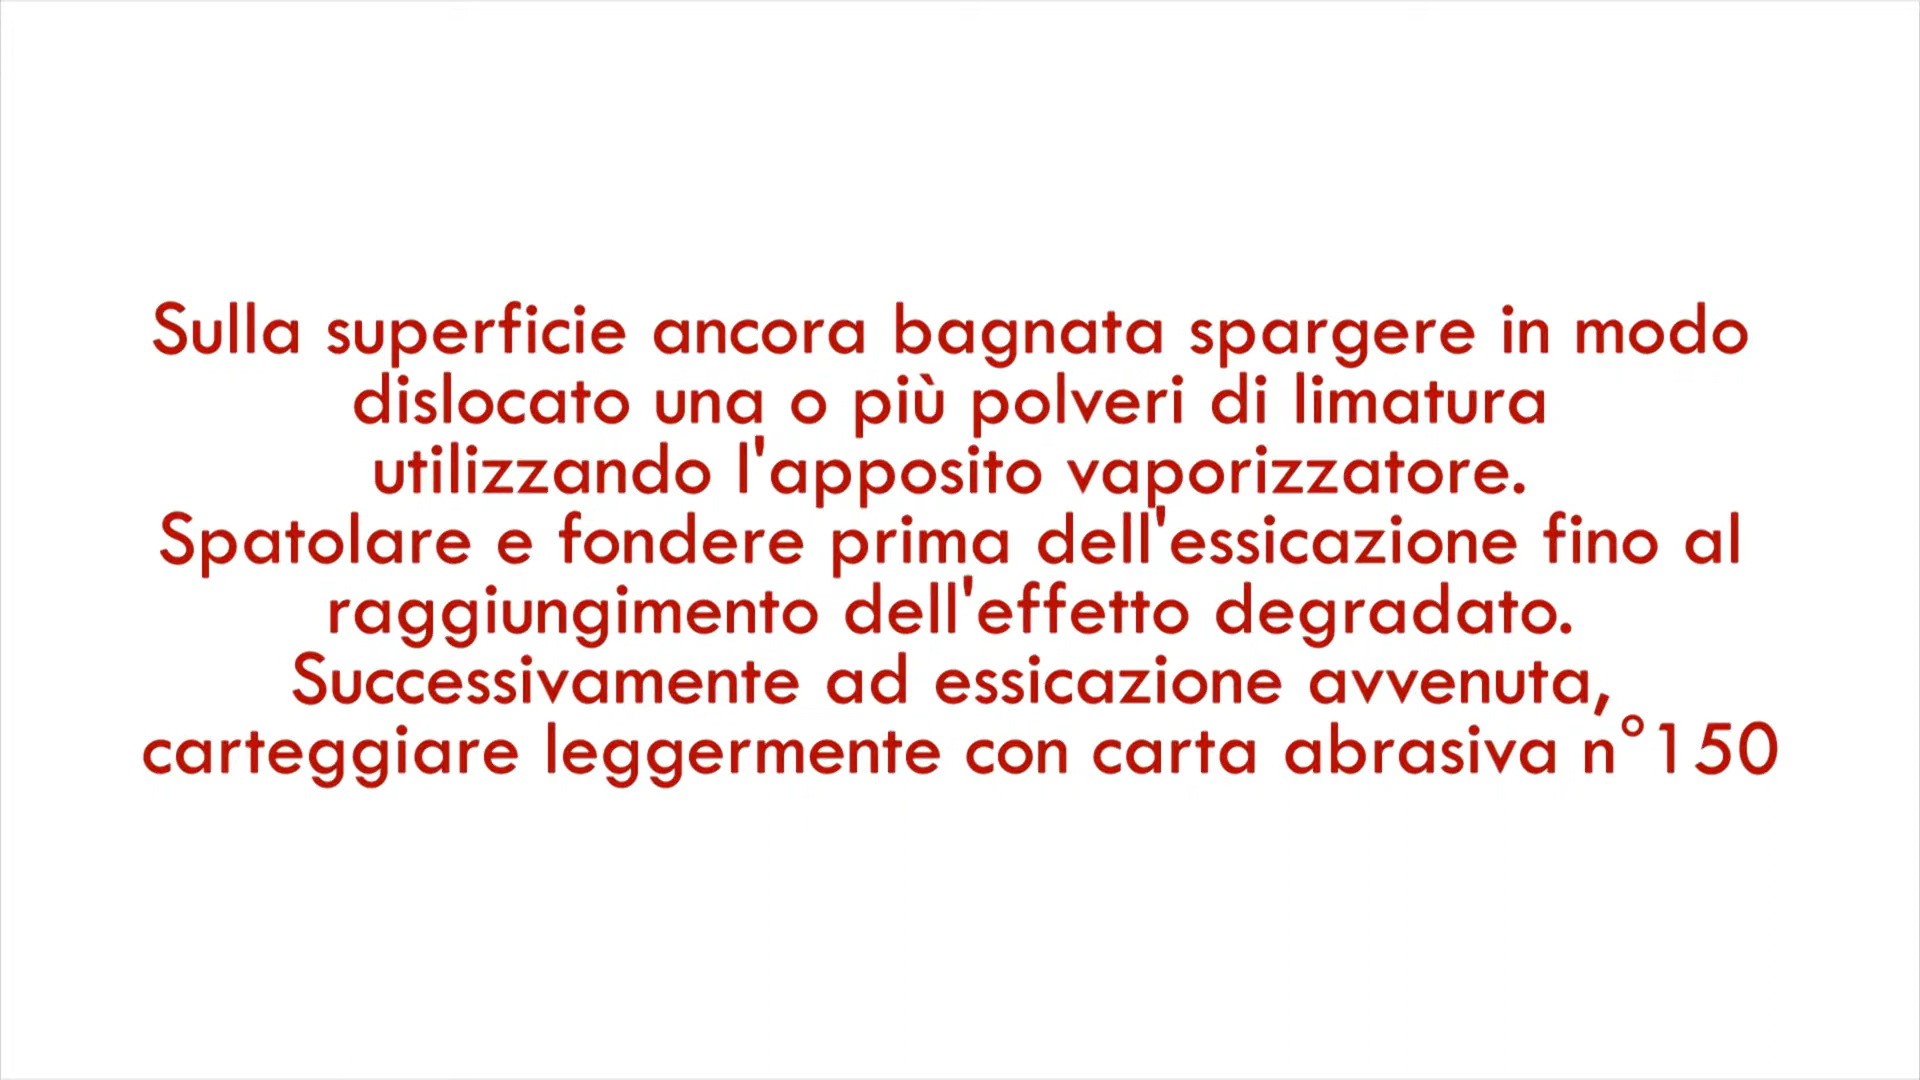 Sulla superficie ancora bagnata spargere in modo
dislocato una o più polveri di limatura
utilizzando l'apposito vaporizzatore.
Spatolare e fondere prima dell'essicazione fino al
raggiungimento dell'effetto degradato.
Successivamente ad essicazione avvenuta,
carteggiare leggermente con carta abrasiva n°150